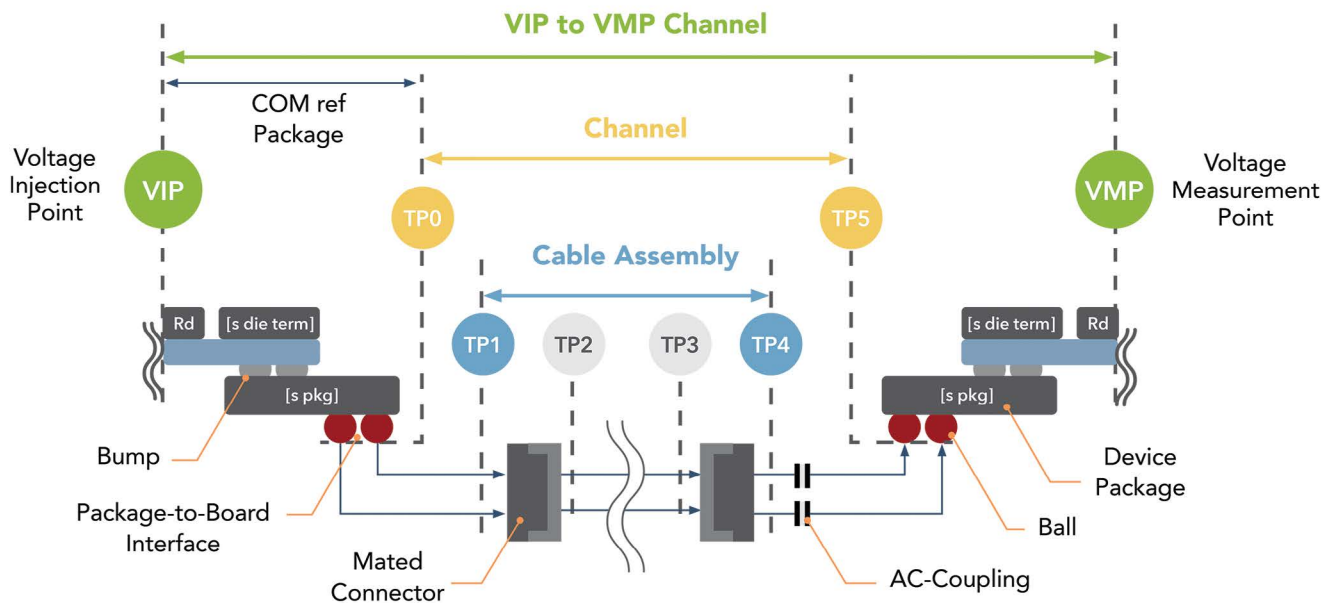 VIP to VMP Channel
COM ref
Package
Channel
Voltage
Injection
Point
VIP
TP0
TP5
VMP
Voltage
Measurement
Point
Cable Assembly
Rd
[s die term]
[s die term]
Rd
TP1
TP2
TP3
TP4
[s pkg]
[s pkg]
Bump
Device
Package
Package-to-Board
Interface
Ball
Mated
Connector
AC-Coupling